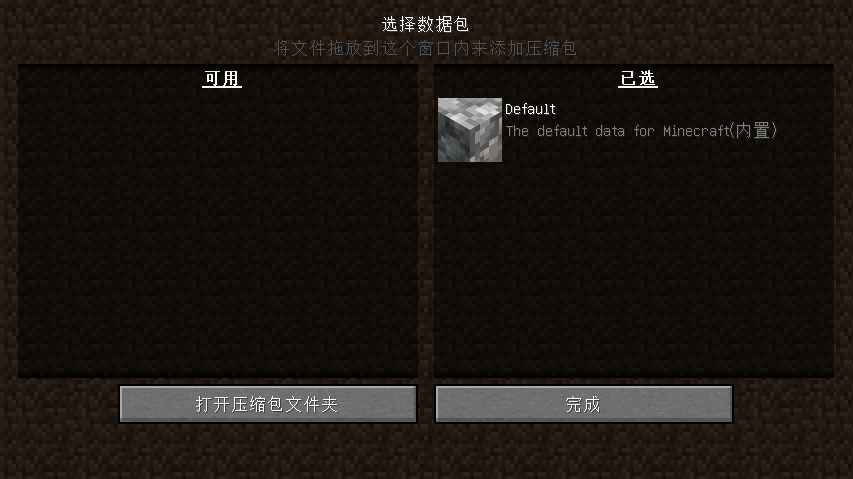 选择数据包
将文件拖放到这个窗口内来添加压缩包
可用
已选
Default
The default data for Minecraft(内置)
打开压缩包文件夹
完成